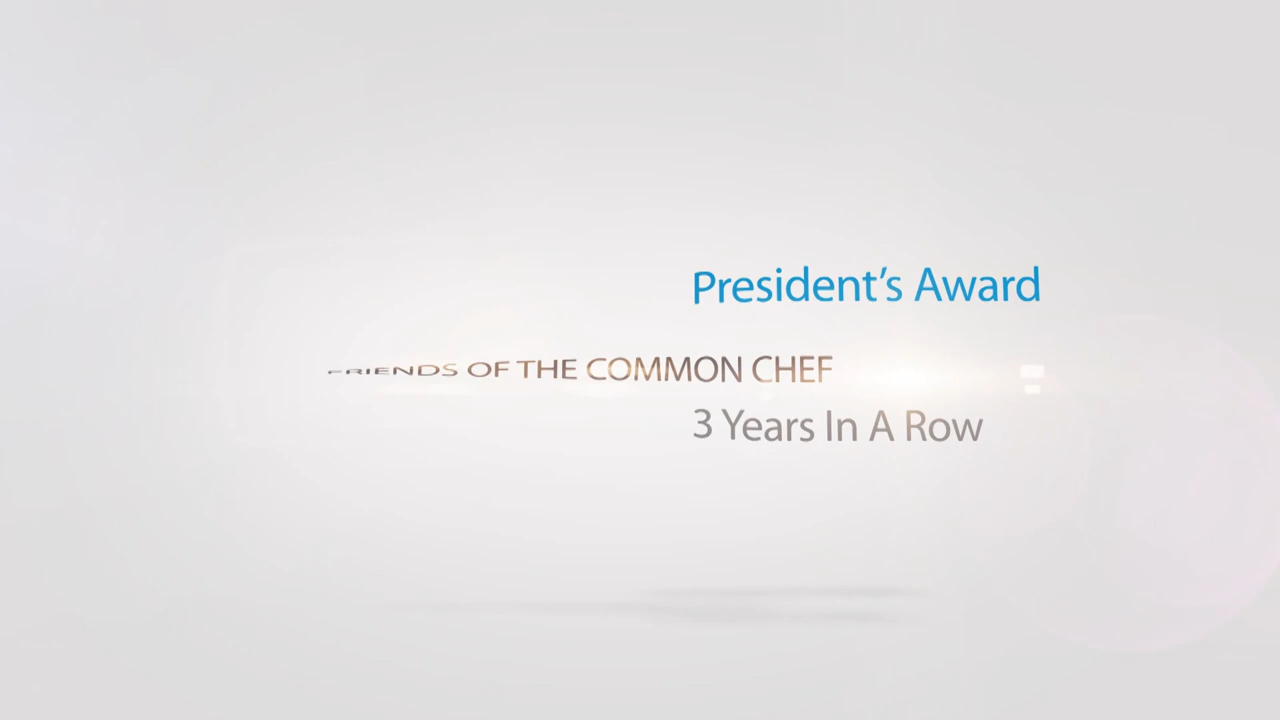 President's Award
FRIENDS OF THE COMMON CHEF
3 Years In A Row